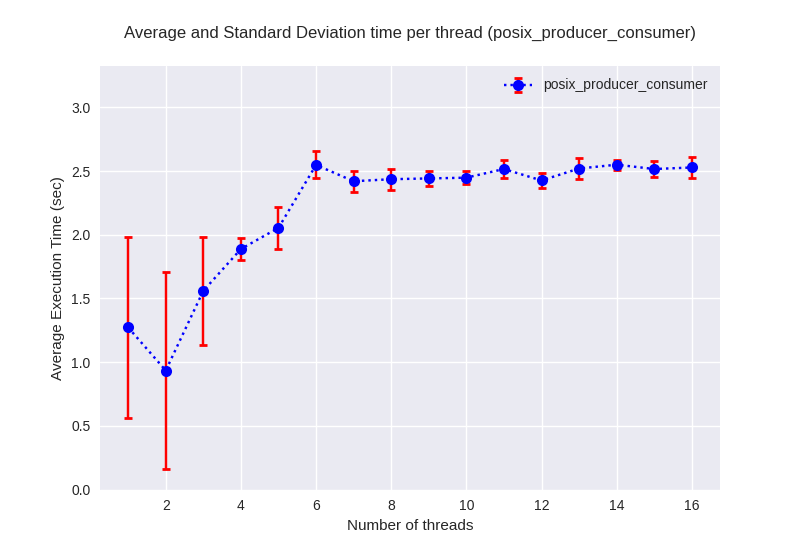 Average and Standard Deviation time per thread (posix_producer_consumer)
posix_producer_consumer
3.0
2.5
2.0
1.5
1.0
0.5
0.0
Average Execution Time (sec)
2 4 6 8 10 12 14 16
Number of threads